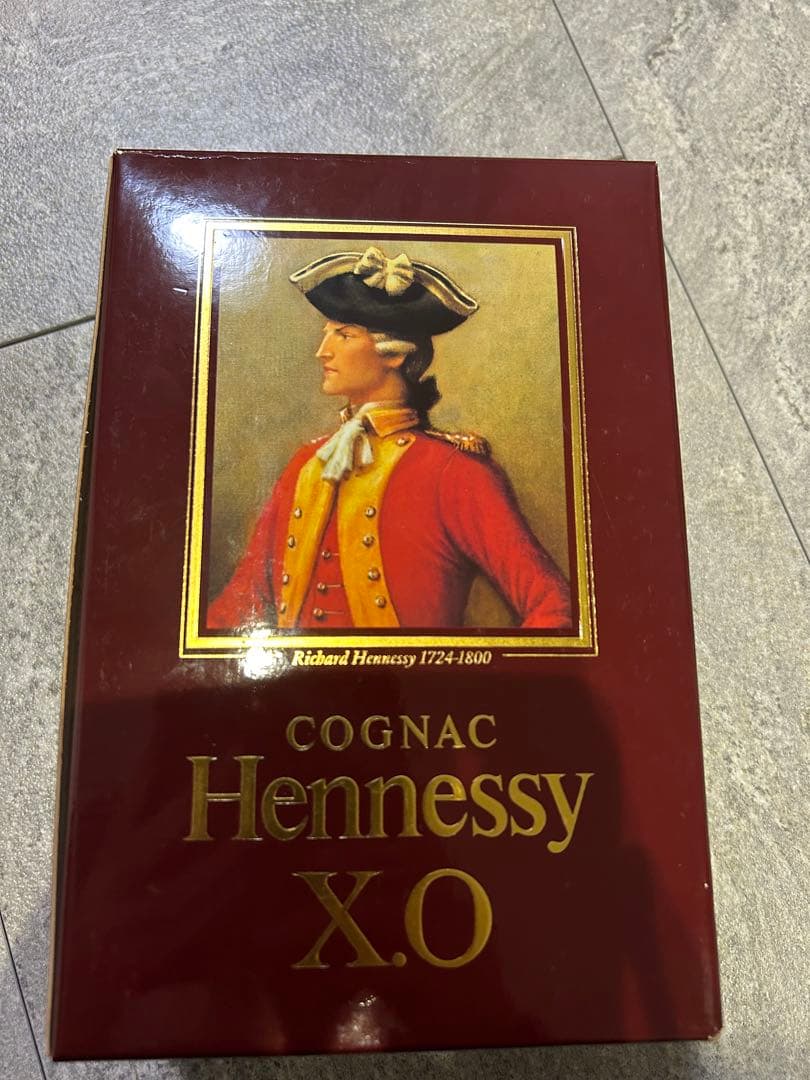 Richard Hennessy 1724-1800
COGNAC
Hennessy
X.O